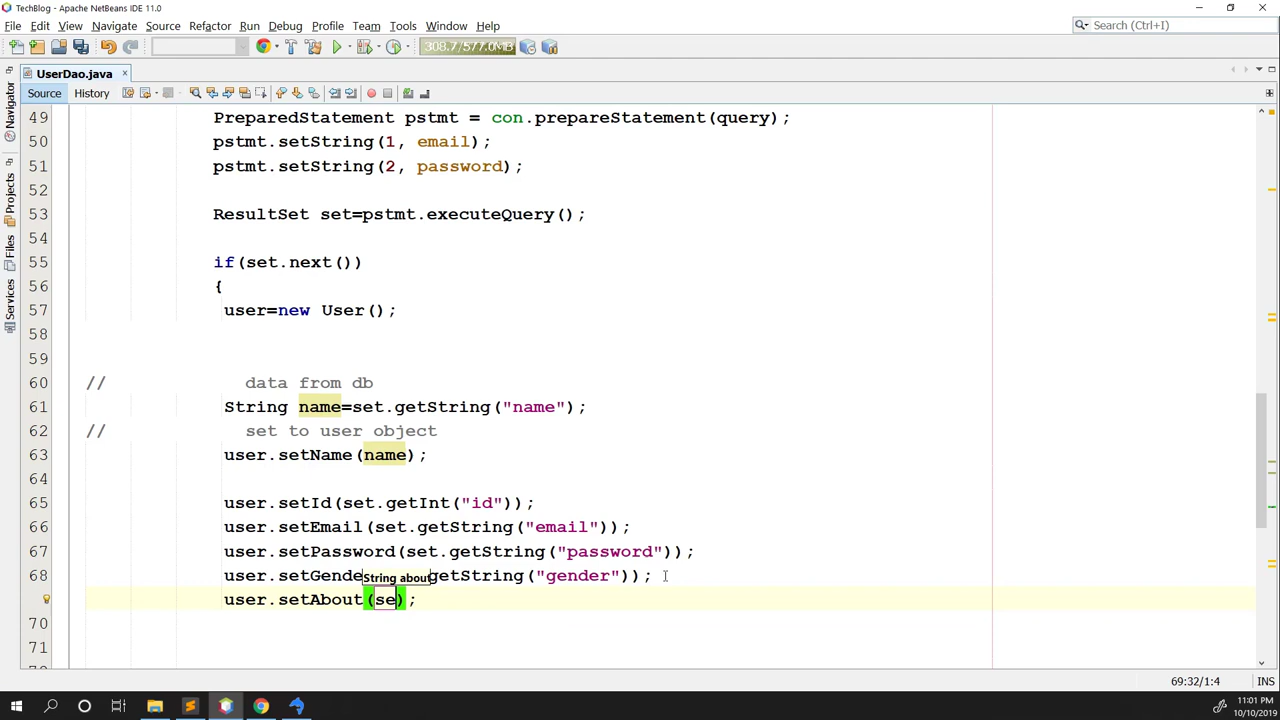 TechBlog - Apache NetBeans IDE 11.0
File Edit View Navigate Source Refactor Run Debug Profile Team Tools Window Help
Search (Ctrl+I)
308.7/577.0MB
UserDao.java
Source History
Navigator
Projects
Files
Services
49 PreparedStatement pstmt = con.prepareStatement(query);
50 pstmt.setString(1, email);
51 pstmt.setString(2, password);
52
53 ResultSet set=pstmt.executeQuery();
54
55 if(set.next())
56 {
57 user=new User();
58
59
60 // data from db
61 String name=set.getString("name");
62 // set to user object
63 user.setName(name);
64
65 user.setId(set.getInt("id"));
66 user.setEmail(set.getString("email"));
67 user.setPassword(set.getString("password"));
68 user.setGende getString("gender"));
String about
user.setAbout(se);
70
71
69:32/1:4 INS
11:01 PM
10/10/2019